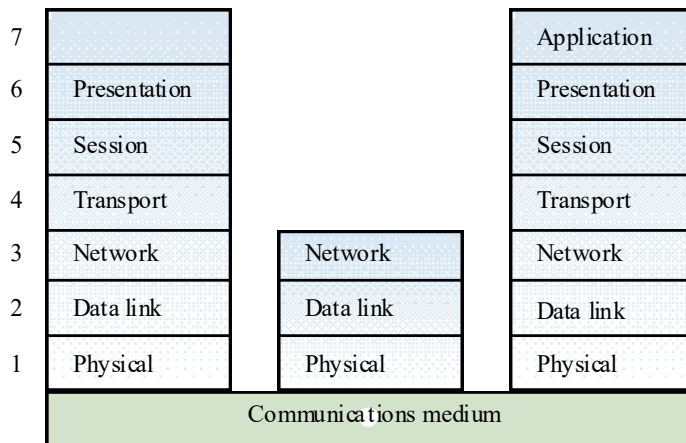 7 Application
6 Presentation Presentation
5 Session Session
4 Transport Transport
3 Network Network Network
2 Data link Data link Data link
1 Physical Physical Physical
Communications medium